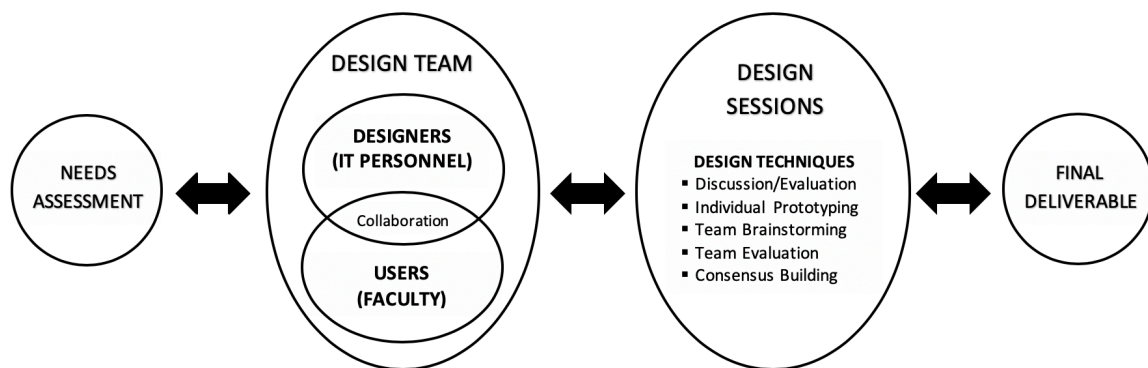 NEEDS
ASSESSMENT
DESIGN TEAM
DESIGNERS
(IT PERSONNEL)
Collaboration
USERS
(FACULTY)
DESIGN
SESSIONS
DESIGN TECHNIQUES
▪ Discussion/Evaluation
▪ Individual Prototyping
▪ Team Brainstorming
▪ Team Evaluation
▪ Consensus Building
FINAL
DELIVERABLE